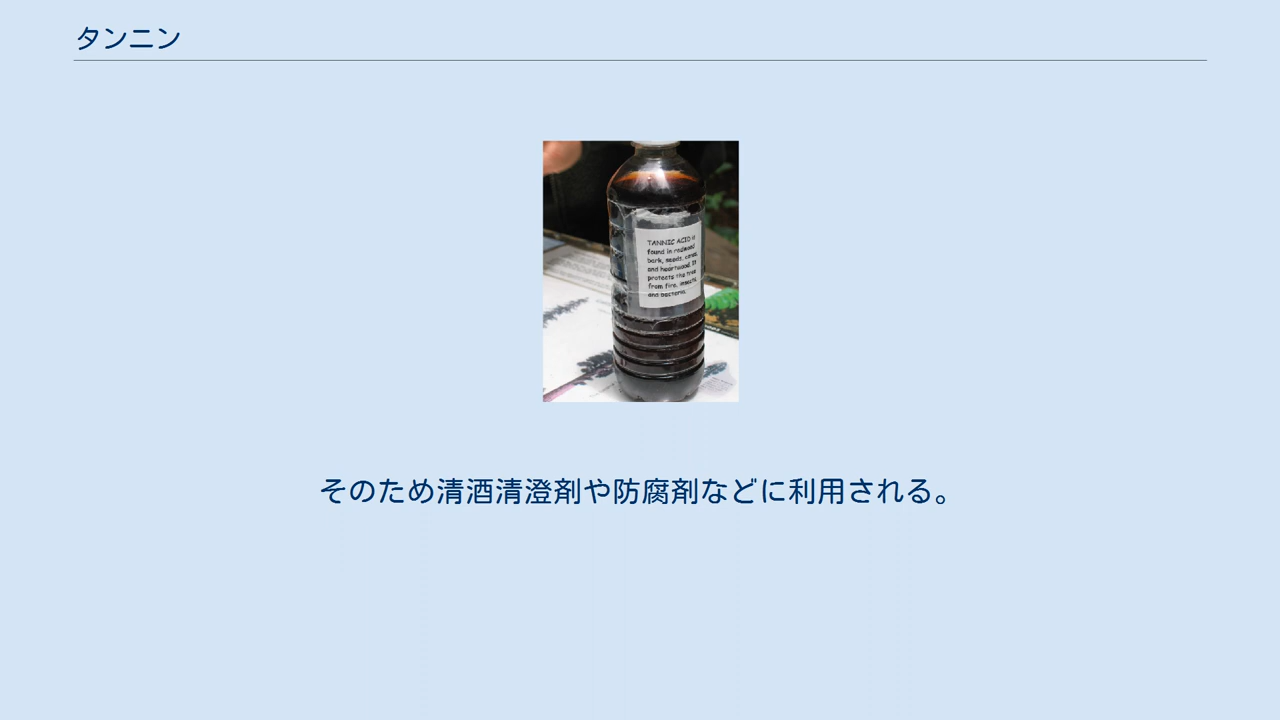 タンニン
TANNIC ACID is
found in redwood
bark, seeds, cones,
and heartwood. It
protects the tree
from fire, insects,
and bacteria.
そのため清酒清澄剤や防腐剤などに利用される。